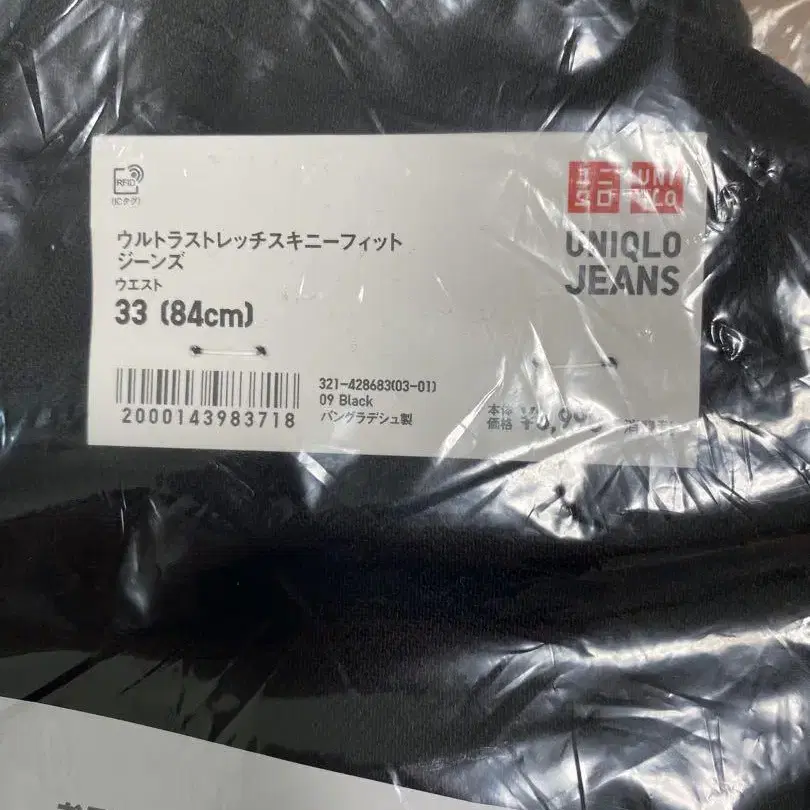 RFID
(ICタグ)
ユニ
クロ
UNI
QLO
UNIQLO
JEANS
ウルトラストレッチスキニーフィット
ジーンズ
ウエスト
33 (84cm)
321-428683(03-01)
09 Black
バングラデシュ製
2000143983718
本体
価格